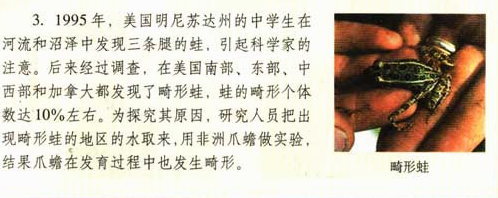 3. 1995年，美国明尼苏达州的中学生在
河流和沼泽中发现三条腿的蛙，引起科学家的
注意。后来经过调查，在美国南部、东部、中
西部和加拿大都发现了畸形蛙，蛙的畸形个体
数达10%左右。为探究其原因，研究人员把出
现畸形蛙的地区的水取来，用非洲爪蟾做实验，
结果爪蟾在发育过程中也发生畸形。
畸形蛙